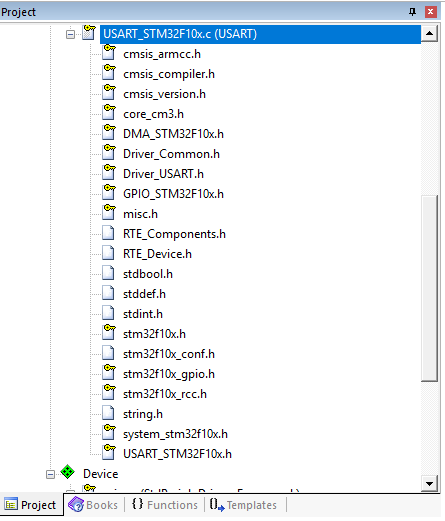 Project
USART_STM32F10x.c (USART)
cmsis_armcc.h
cmsis_compiler.h
cmsis_version.h
core_cm3.h
DMA_STM32F10x.h
Driver_Common.h
Driver_USART.h
GPIO_STM32F10x.h
misc.h
RTE_Components.h
RTE_Device.h
stdbool.h
stddef.h
stdint.h
stm32f10x.h
stm32f10x_conf.h
stm32f10x_gpio.h
stm32f10x_rcc.h
string.h
system_stm32f10x.h
USART_STM32F10x.h
Device
Project Books {} Functions Templates